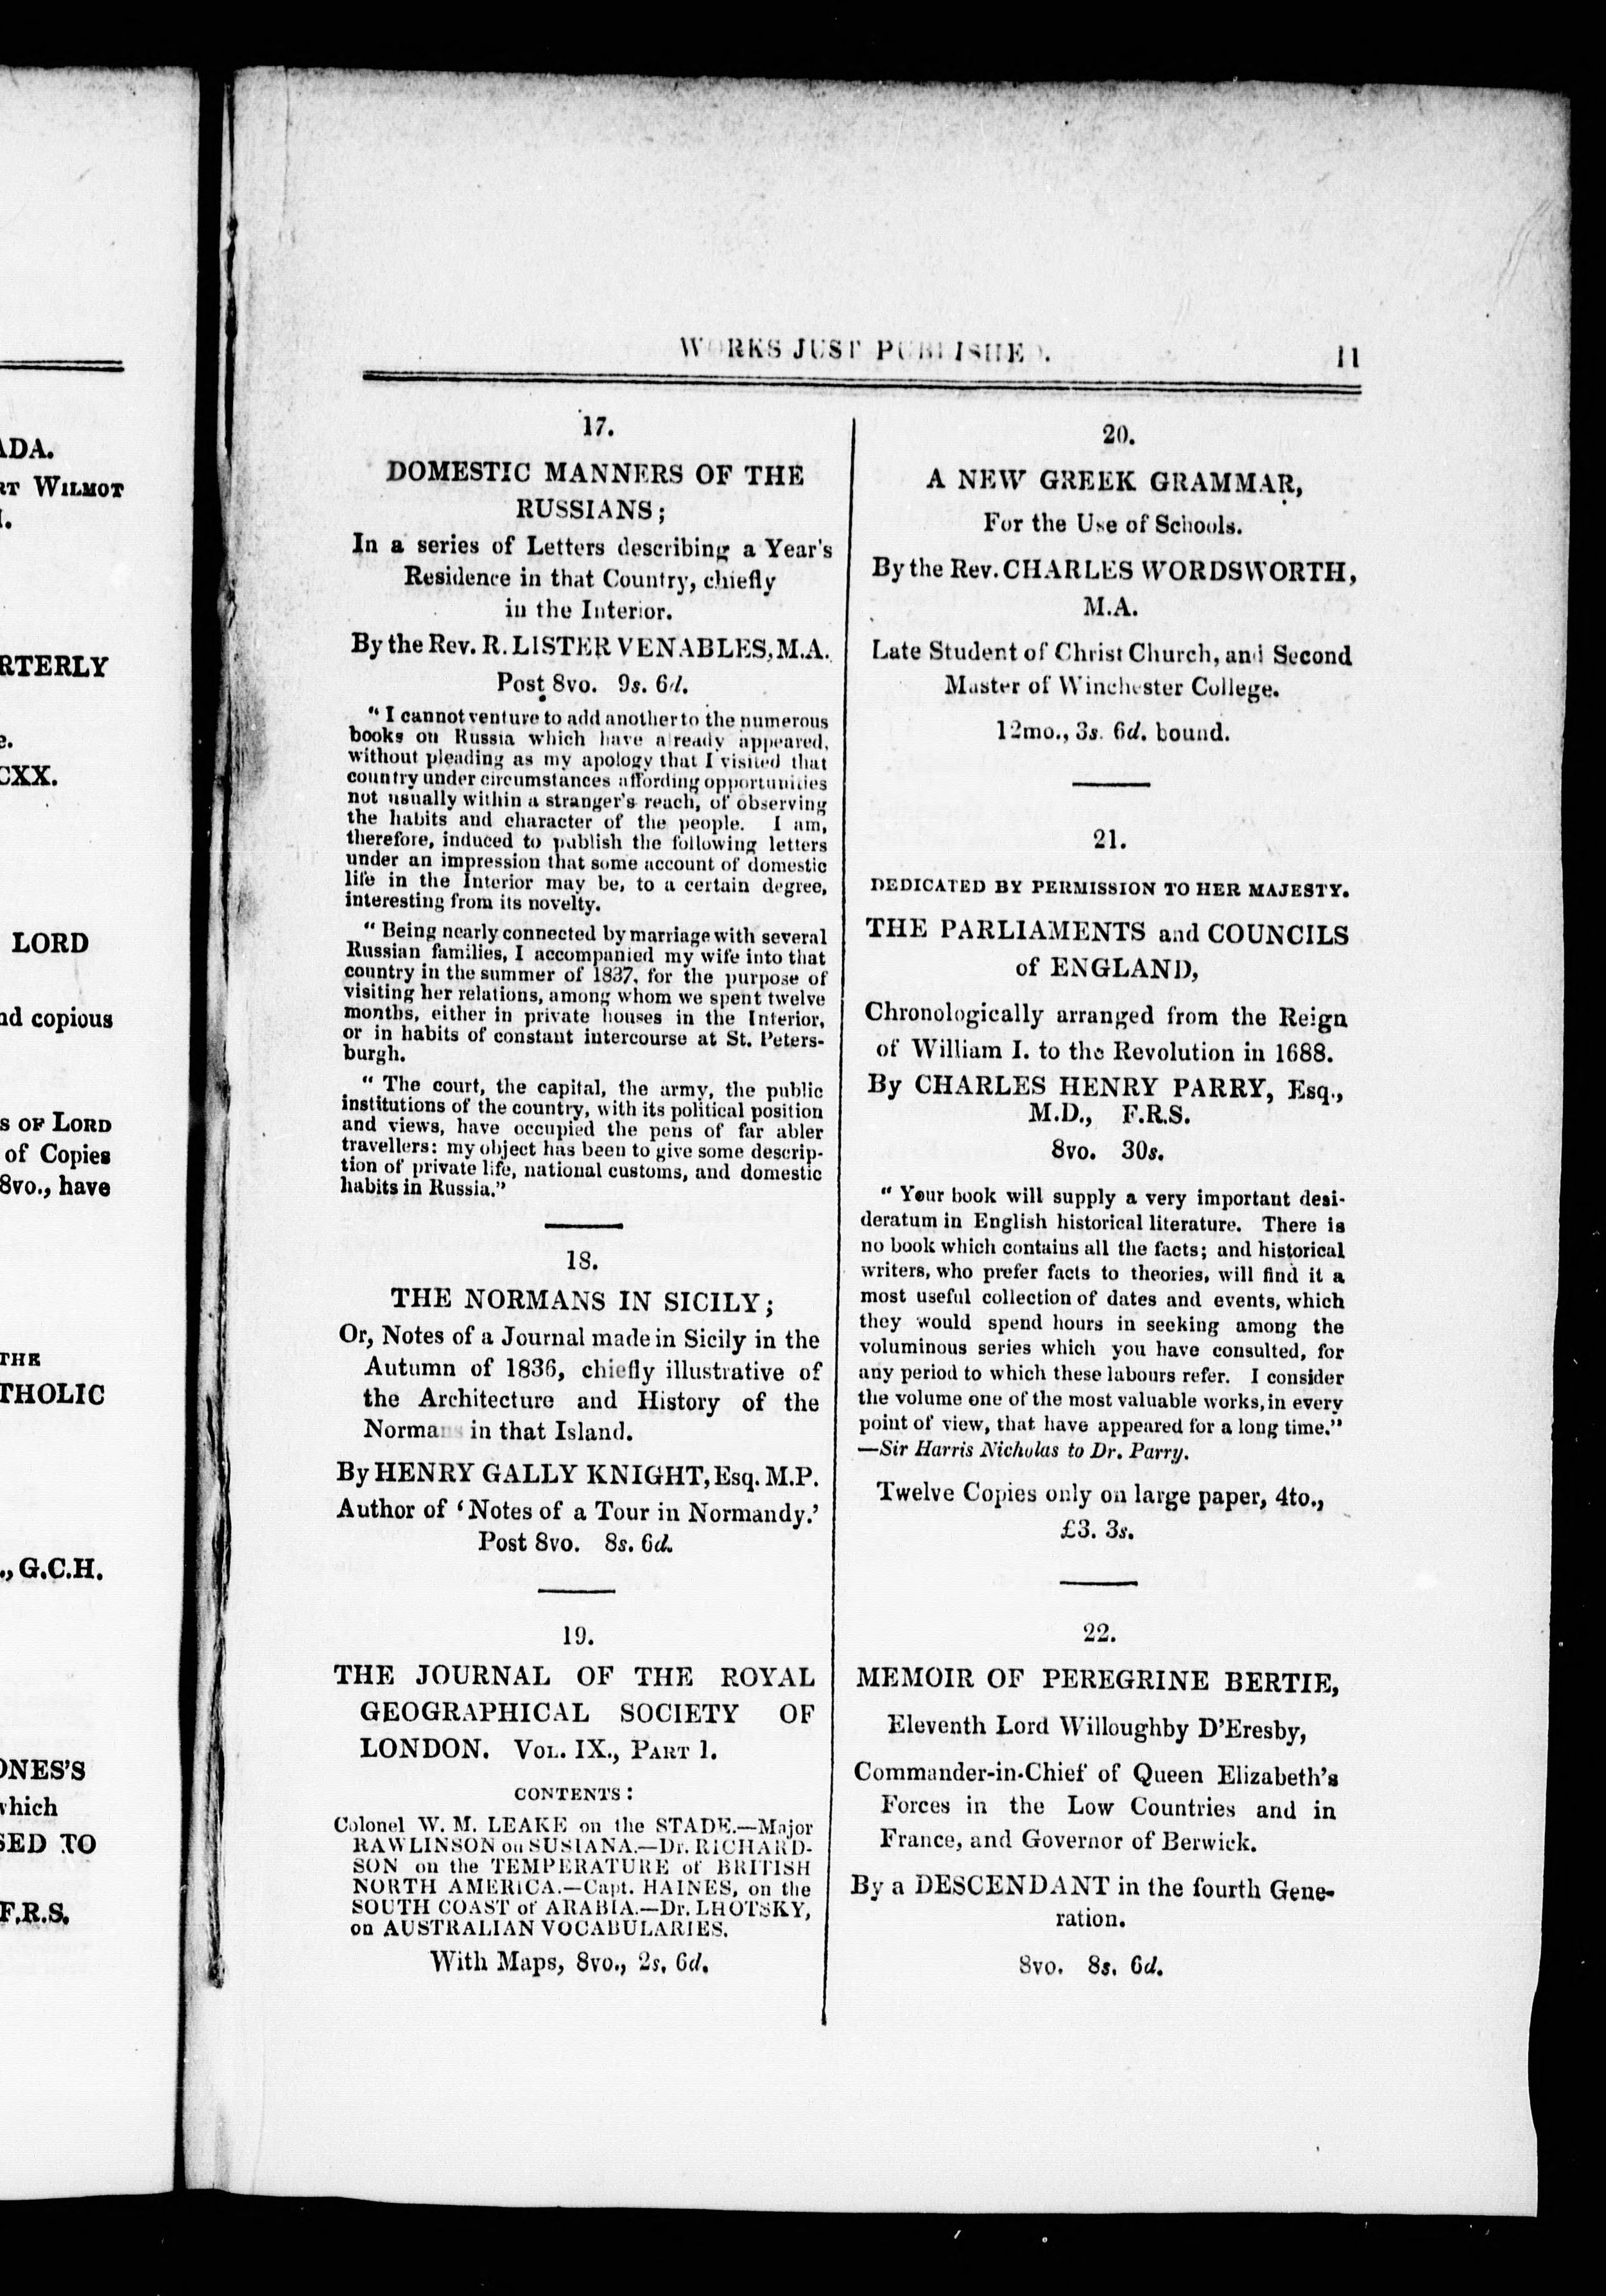 ADA.
RT WILMOT
RTERLY
CXX.
LORD
nd copious
S OF LORD
of Copies
8vo., have
THE
THOLIC
., G.C.H.
ONES'S
which
SED TO
F.R.S.
WORKS JUST PUBLISHED. 11
17.
DOMESTIC MANNERS OF THE
RUSSIANS;
In a series of Letters describing a Year's
Residence in that Country, chiefly
in the Interior.
By the Rev. R. LISTER VENABLES, M.A.
Post 8vo. 9s. 6d.
" I cannot venture to add another to the numerous
books on Russia which have already appeared,
without pleading as my apology that I visited that
country under circumstances affording opportunities
not usually within a stranger's reach, of observing
the habits and character of the people. I am,
therefore, induced to publish the following letters
under an impression that some account of domestic
life in the Interior may be, to a certain degree,
interesting from its novelty.
" Being nearly connected by marriage with several
Russian families, I accompanied my wife into that
country in the summer of 1837, for the purpose of
visiting her relations, among whom we spent twelve
months, either in private houses in the Interior,
or in habits of constant intercourse at St. Peters-
burgh.
" The court, the capital, the army, the public
institutions of the country, with its political position
and views, have occupied the pens of far abler
travellers: my object has been to give some descrip-
tion of private life, national customs, and domestic
habits in Russia."
18.
THE NORMANS IN SICILY;
Or, Notes of a Journal made in Sicily in the
Autumn of 1836, chiefly illustrative of
the Architecture and History of the
Normans in that Island.
By HENRY GALLY KNIGHT, Esq. M.P.
Author of ‘Notes of a Tour in Normandy.’
Post 8vo. 8s. 6d.
19.
THE JOURNAL OF THE ROYAL
GEOGRAPHICAL SOCIETY OF
LONDON. VOL. IX., PART 1.
CONTENTS:
Colonel W. M. LEAKE on the STADE.—Major
RAWLINSON on SUSIANA.—Dr. RICHARD-
SON on the TEMPERATURE of BRITISH
NORTH AMERICA.—Capt. HAINES, on the
SOUTH COAST of ARABIA.—Dr. LHOTSKY,
on AUSTRALIAN VOCABULARIES.
With Maps, 8vo., 2s. 6d.
20.
A NEW GREEK GRAMMAR,
For the Use of Schools.
By the Rev. CHARLES WORDSWORTH,
M.A.
Late Student of Christ Church, and Second
Master of Winchester College.
12mo., 3s. 6d. bound.
21.
DEDICATED BY PERMISSION TO HER MAJESTY.
THE PARLIAMENTS and COUNCILS
of ENGLAND,
Chronologically arranged from the Reign
of William I. to the Revolution in 1688.
By CHARLES HENRY PARRY, Esq.,
M.D., F.R.S.
8vo. 30s.
" Your book will supply a very important desi-
deratum in English historical literature. There is
no book which contains all the facts; and historical
writers, who prefer facts to theories, will find it a
most useful collection of dates and events, which
they would spend hours in seeking among the
voluminous series which you have consulted, for
any period to which these labours refer. I consider
the volume one of the most valuable works, in every
point of view, that have appeared for a long time."
—Sir Harris Nicholas to Dr. Parry.
Twelve Copies only on large paper, 4to.,
£3. 3s.
22.
MEMOIR OF PEREGRINE BERTIE,
Eleventh Lord Willoughby D'Eresby,
Commander-in-Chief of Queen Elizabeth's
Forces in the Low Countries and in
France, and Governor of Berwick.
By a DESCENDANT in the fourth Gene-
ration.
8vo. 8s. 6d.